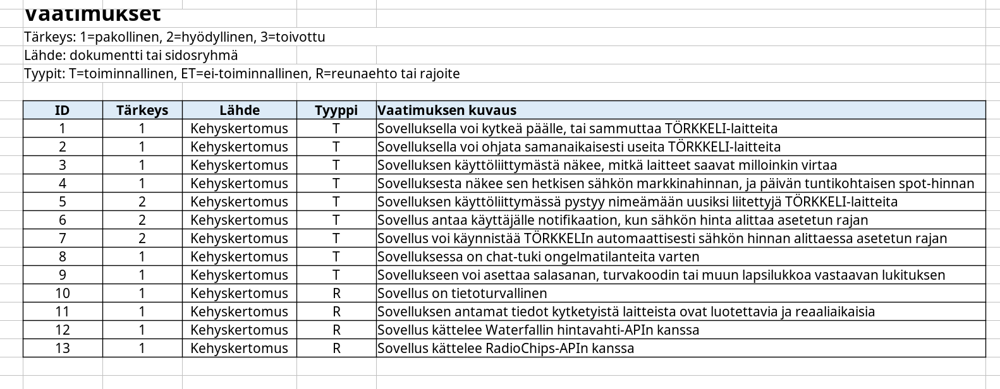 Vaatimukset
Tärkeys: 1=pakollinen, 2=hyödyllinen, 3=toivottu
Lähde: dokumentti tai sidosryhmä
Tyypit: T=toiminnallinen, ET=ei-toiminnallinen, R=reunaehto tai rajoite
ID Tärkeys Lähde Tyyppi Vaatimuksen kuvaus
1 1 Kehyskertomus T Sovelluksella voi kytkeä päälle, tai sammuttaa TÖRKKELI-laitteita
2 1 Kehyskertomus T Sovelluksella voi ohjata samanaikaisesti useita TÖRKKELI-laitteita
3 1 Kehyskertomus T Sovelluksen käyttöliittymästä näkee, mitkä laitteet saavat milloinkin virtaa
4 1 Kehyskertomus T Sovelluksesta näkee sen hetkisen sähkön markkinahinnan, ja päivän tuntikohtaisen spot-hinnan
5 2 Kehyskertomus T Sovelluksen käyttöliittymässä pystyy nimeämään uusiksi liitettyjä TÖRKKELI-laitteita
6 2 Kehyskertomus T Sovellus antaa käyttäjälle notifikaation, kun sähkön hinta alittaa asetetun rajan
7 2 Kehyskertomus T Sovellus voi käynnistää TÖRKKELIn automaattisesti sähkön hinnan alittaessa asetetun rajan
8 1 Kehyskertomus T Sovelluksessa on chat-tuki ongelmatilanteita varten
9 1 Kehyskertomus T Sovellukseen voi asettaa salasanan, turvakoodin tai muun lapsilukkoa vastaavan lukituksen
10 1 Kehyskertomus R Sovellus on tietoturvallinen
11 1 Kehyskertomus R Sovelluksen antamat tiedot kytketyistä laitteista ovat luotettavia ja reaaliaikaisia
12 1 Kehyskertomus R Sovellus kättelee Waterfallin hintavahti-APIn kanssa
13 1 Kehyskertomus R Sovellus kättelee RadioChips-APIn kanssa